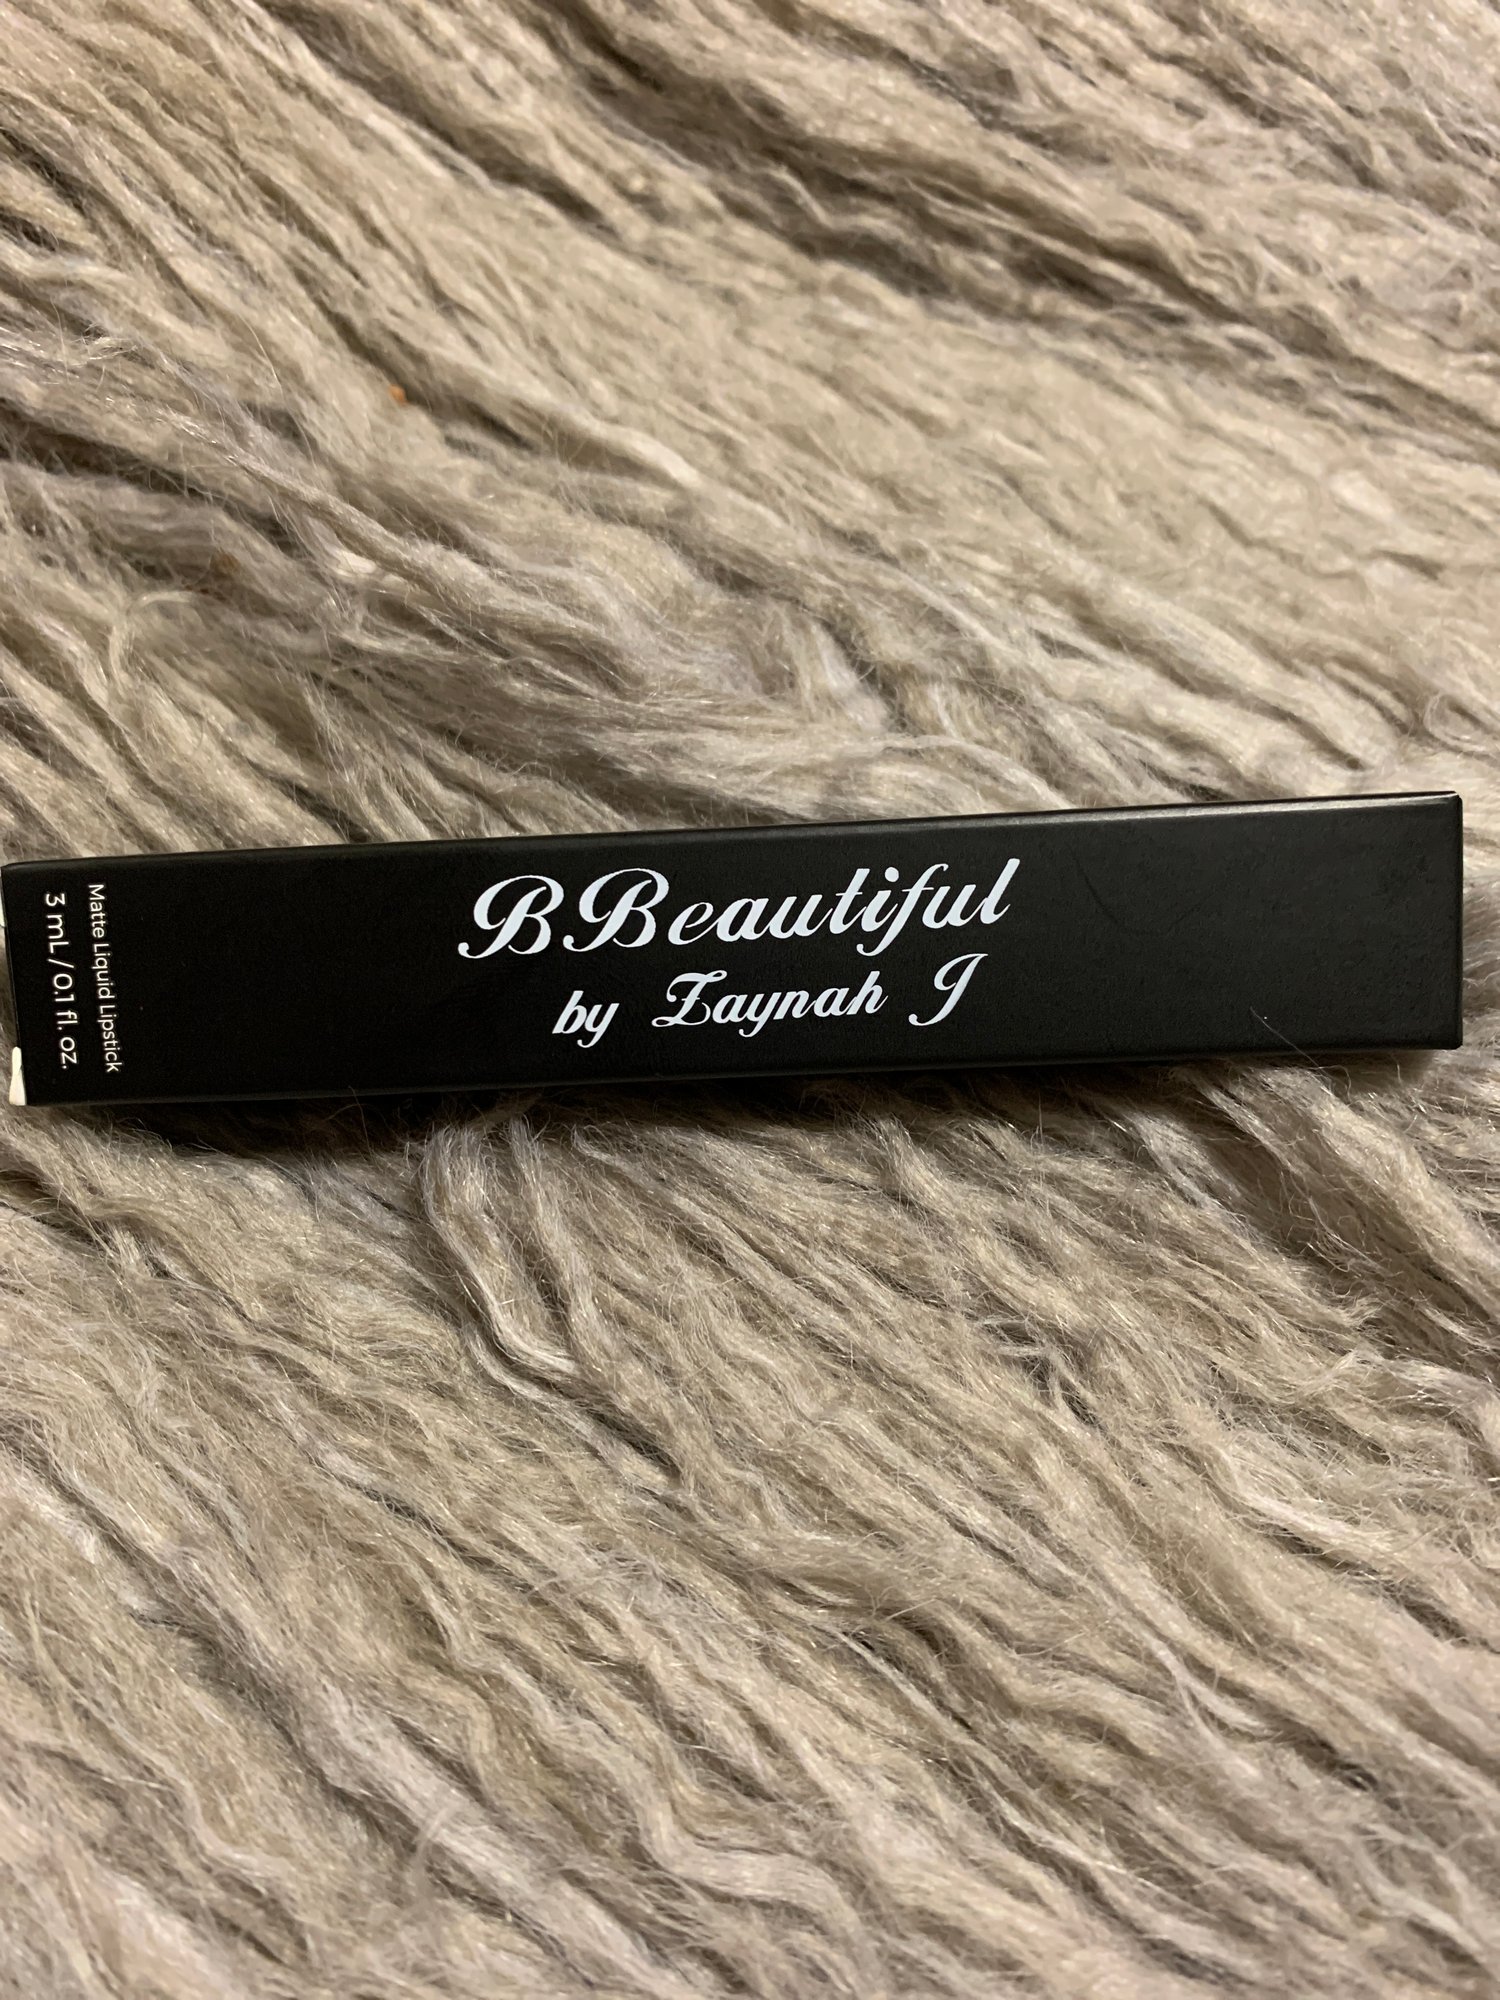 BBeautiful
by Zaynah J
Matte Liquid Lipstick
3 mL / 0.1 fl. oz.